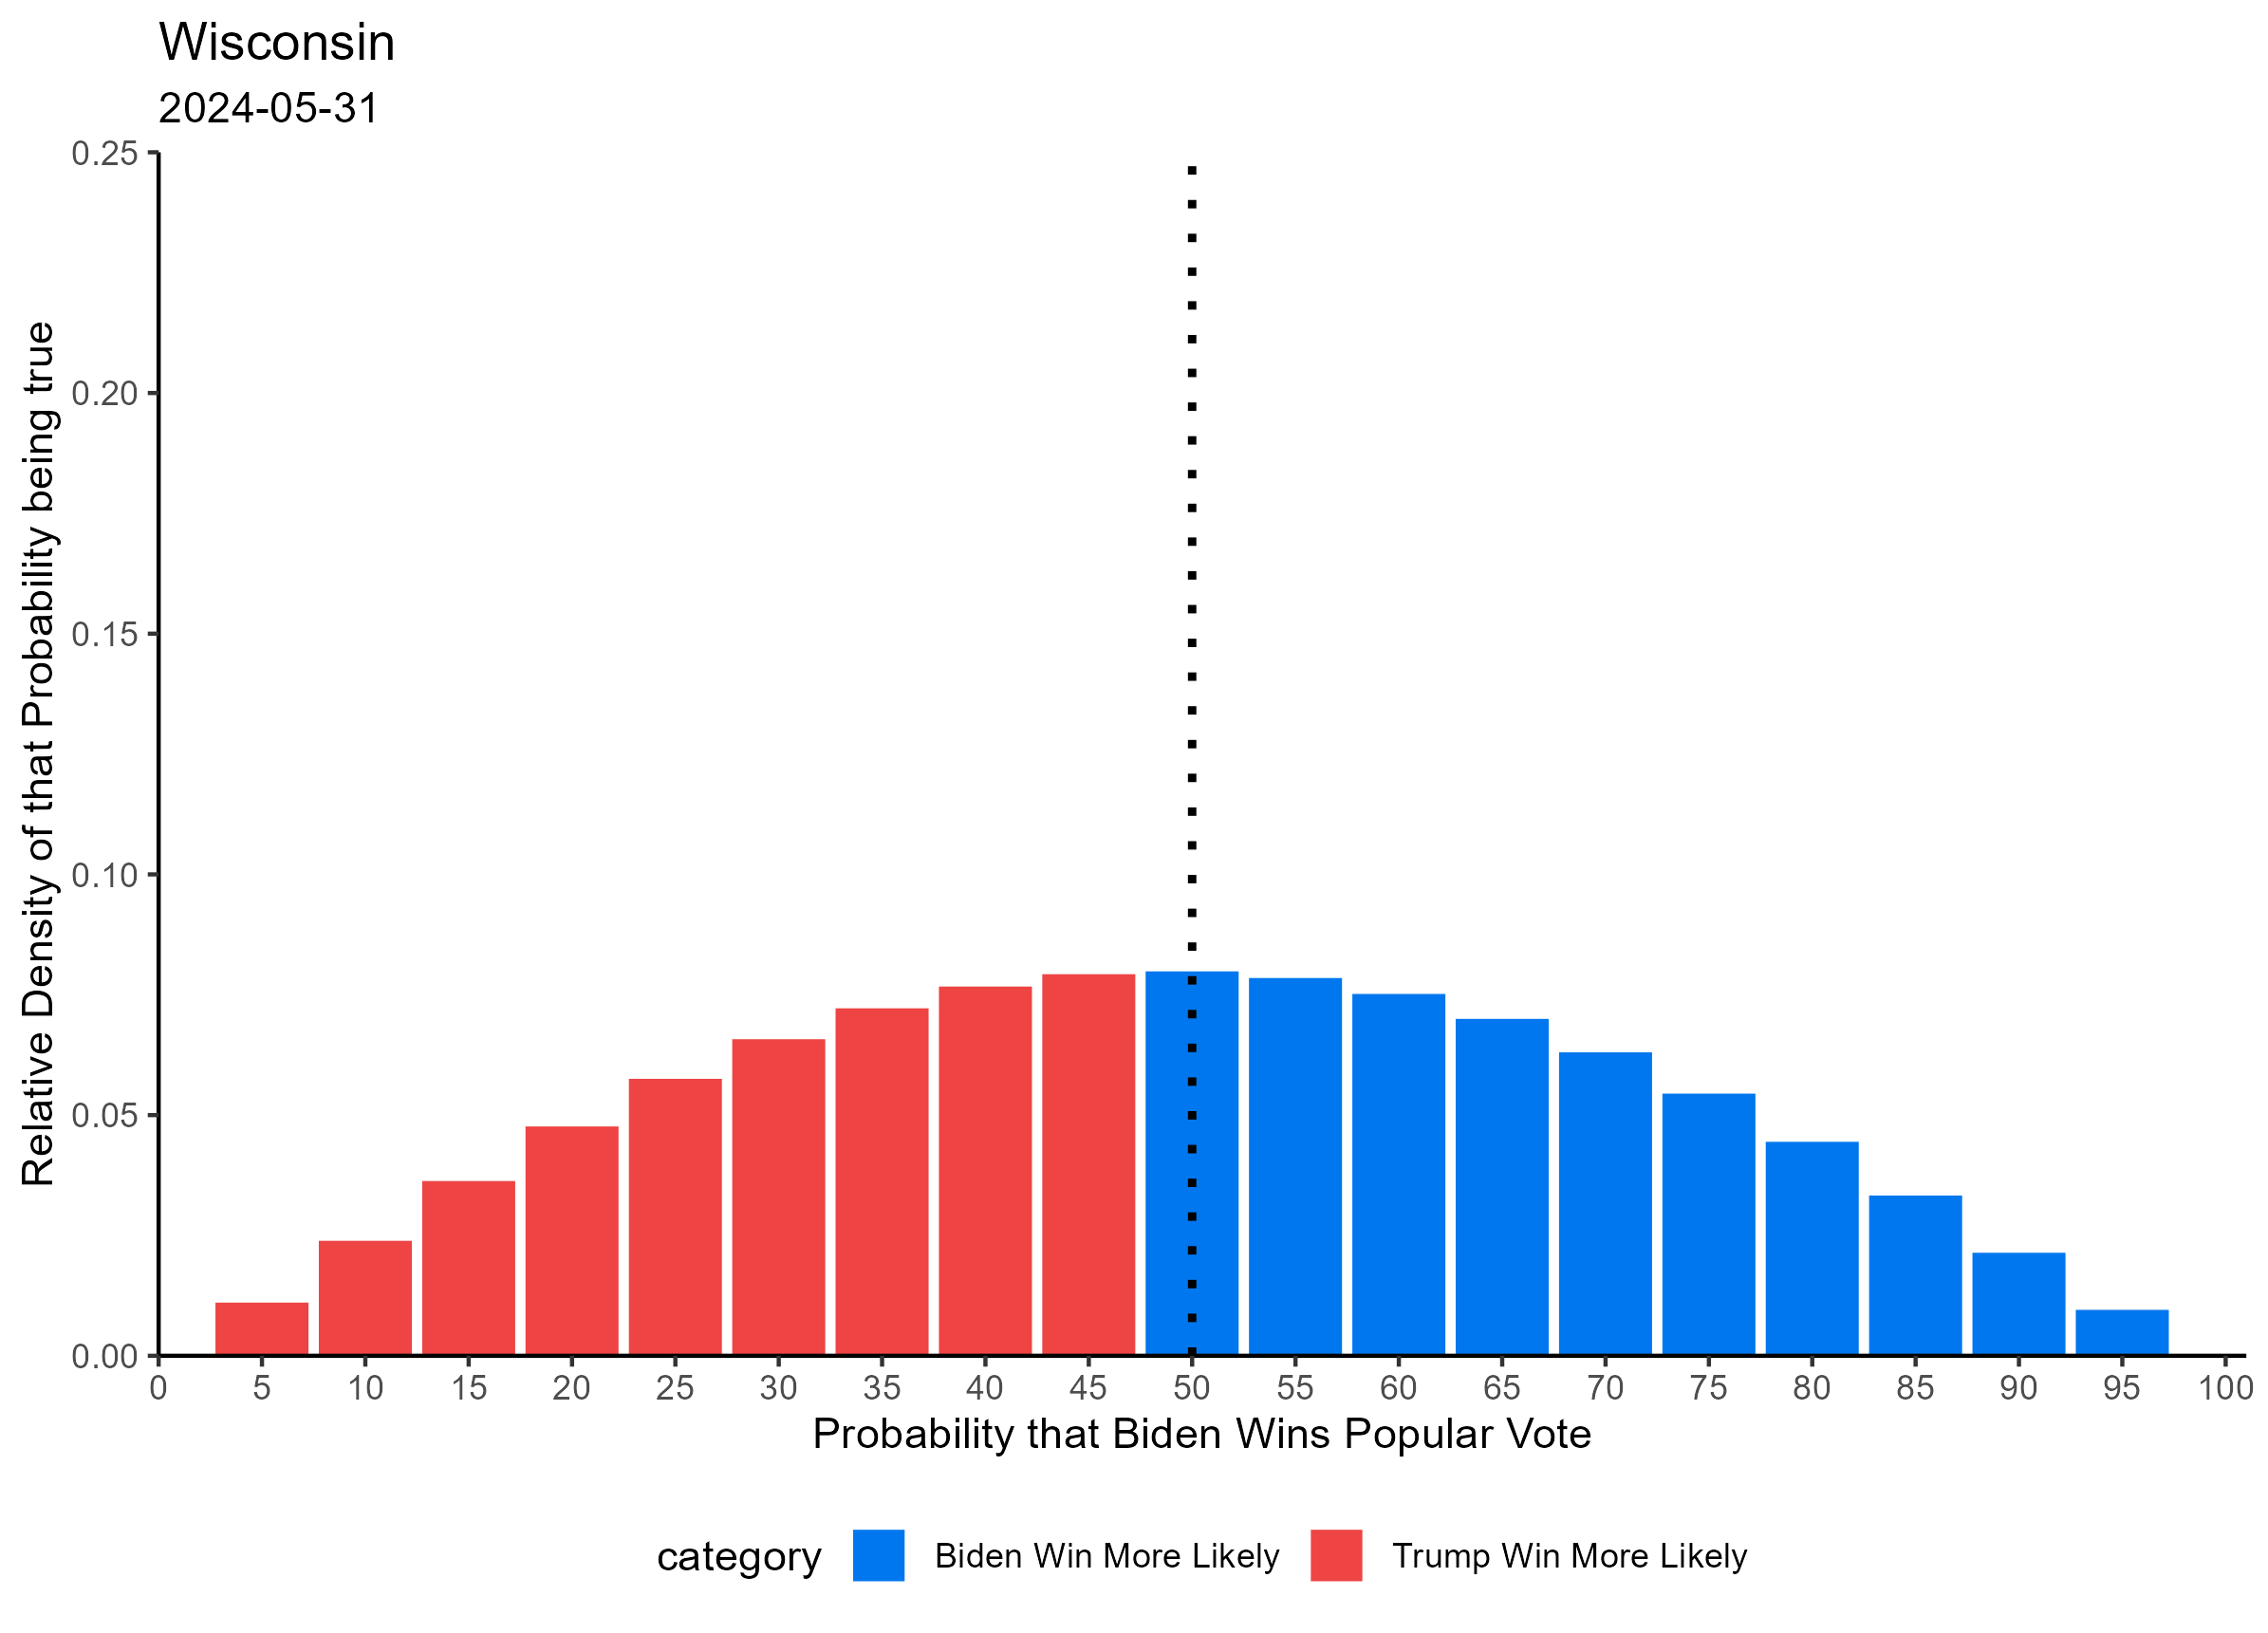 Wisconsin
2024-05-31
Relative Density of that Probability being true
0.25
0.20
0.15
0.10
0.05
0.00
0 5 10 15 20 25 30 35 40 45 50 55 60 65 70 75 80 85 90 95 100
Probability that Biden Wins Popular Vote
category Biden Win More Likely Trump Win More Likely